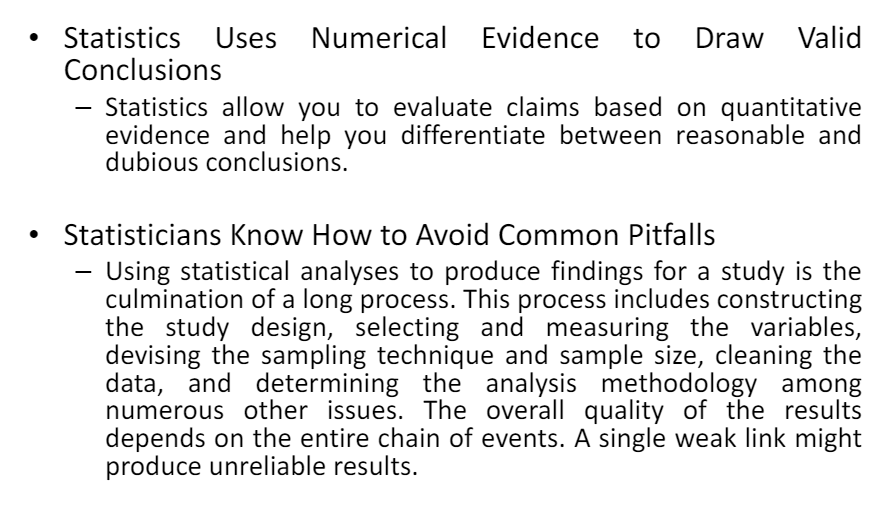 • Statistics Uses Numerical Evidence to Draw Valid
Conclusions
– Statistics allow you to evaluate claims based on quantitative
evidence and help you differentiate between reasonable and
dubious conclusions.
• Statisticians Know How to Avoid Common Pitfalls
– Using statistical analyses to produce findings for a study is the
culmination of a long process. This process includes constructing
the study design, selecting and measuring the variables,
devising the sampling technique and sample size, cleaning the
data, and determining the analysis methodology among
numerous other issues. The overall quality of the results
depends on the entire chain of events. A single weak link might
produce unreliable results.